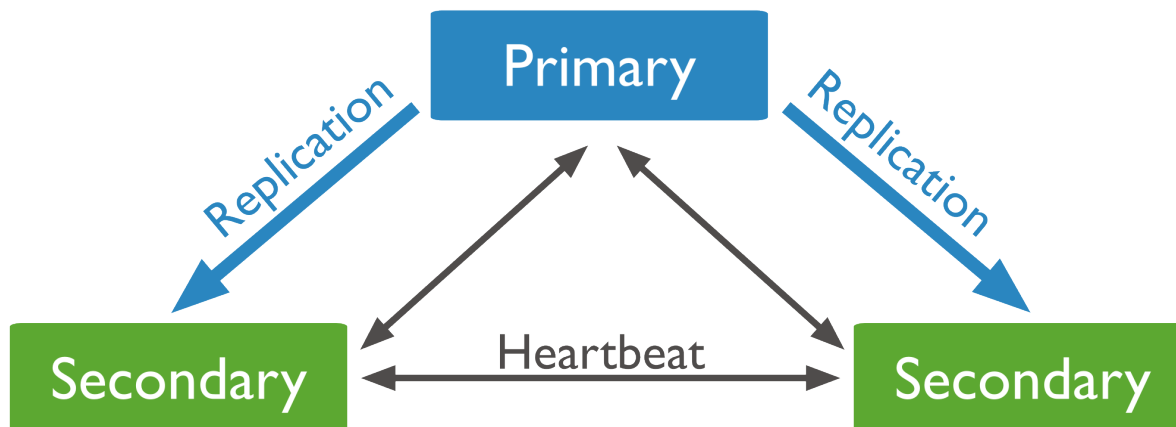 Primary
Replication
Replication
Heartbeat
Secondary
Secondary